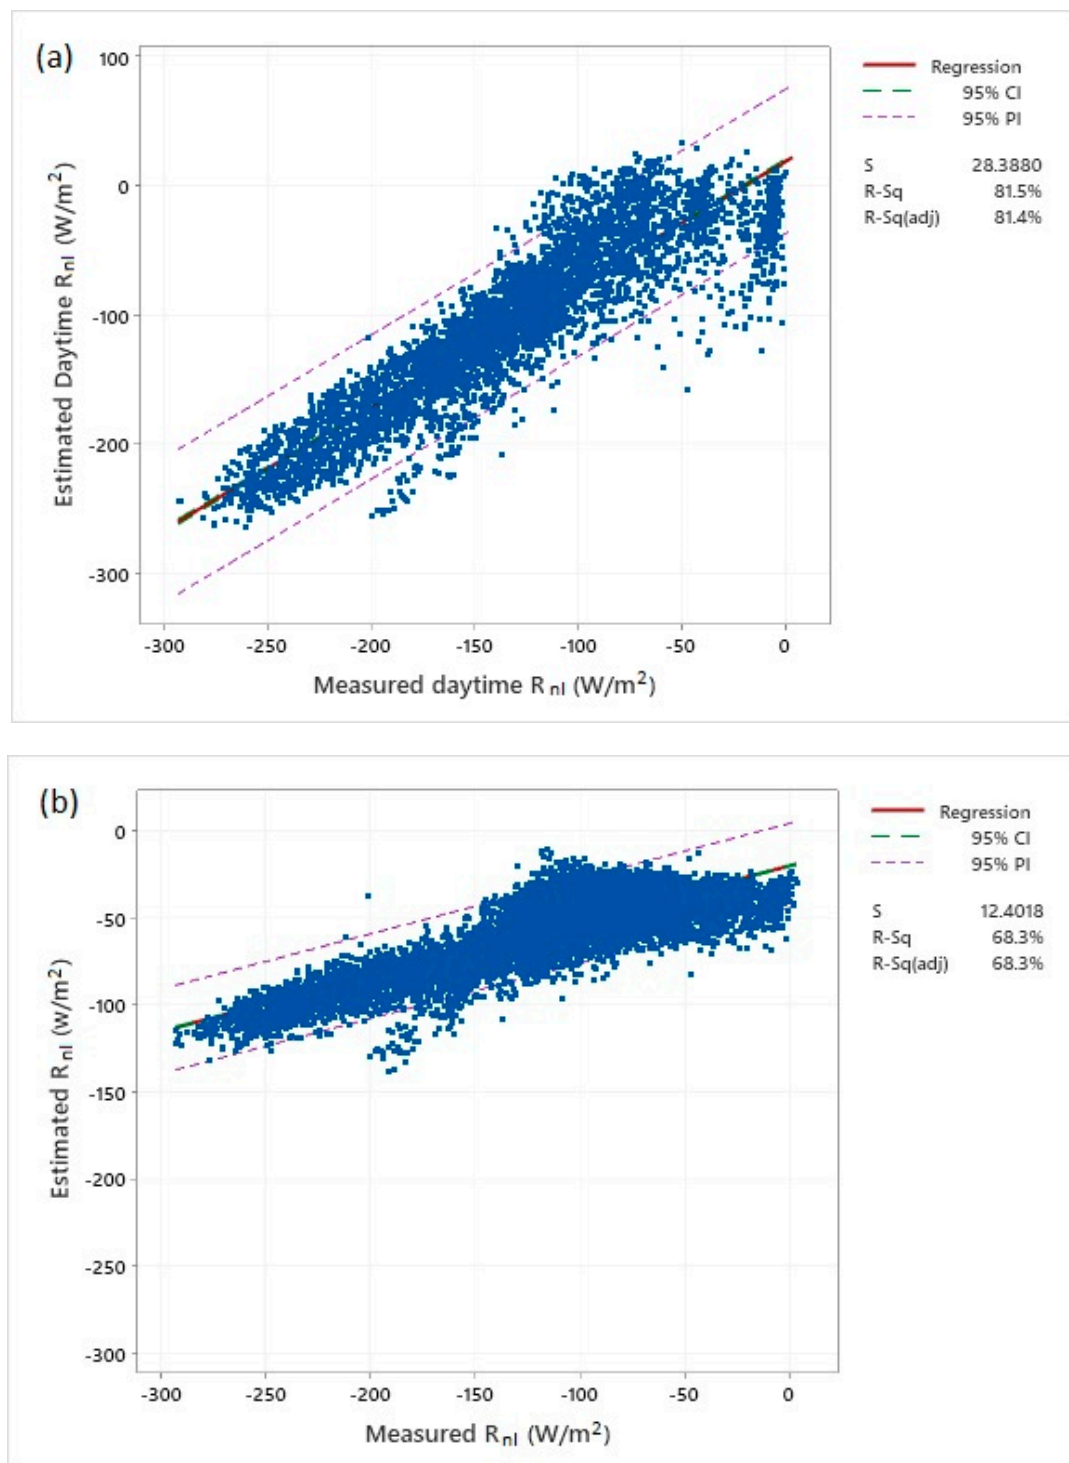 (a)
100
0
-100
-200
-300
Estimated Daytime Rnl (W/m²)
-300 -250 -200 -150 -100 -50 0
Measured daytime Rnl (W/m²)
Regression
95% CI
95% PI
S 28.3880
R-Sq 81.5%
R-Sq(adj) 81.4%
(b)
0
-50
-100
-150
-200
-250
-300
Estimated Rnl (w/m²)
-300 -250 -200 -150 -100 -50 0
Measured Rnl (W/m²)
Regression
95% CI
95% PI
S 12.4018
R-Sq 68.3%
R-Sq(adj) 68.3%